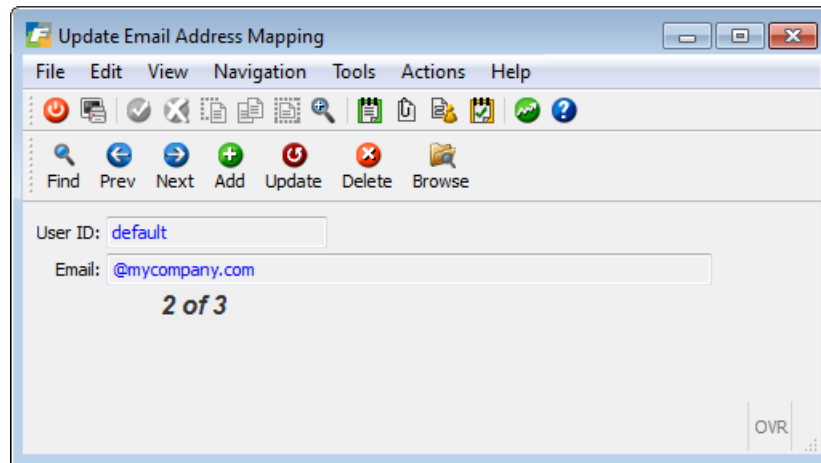 Update Email Address Mapping
File Edit View Navigation Tools Actions Help
Find Prev Next Add Update Delete Browse
User ID: default
Email: @mycompany.com
2 of 3
OVR